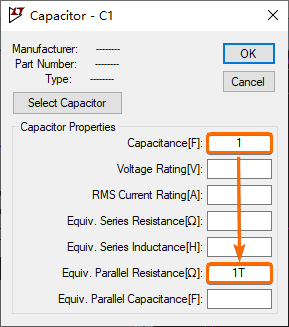 Capacitor - C1
Manufacturer: --------
Part Number: --------
Type: --------
OK
Cancel
Select Capacitor
Capacitor Properties
Capacitance[F]: 1
Voltage Rating[V]:
RMS Current Rating[A]:
Equiv. Series Resistance[Ω]:
Equiv. Series Inductance[H]:
Equiv. Parallel Resistance[Ω]: 1T
Equiv. Parallel Capacitance[F]: